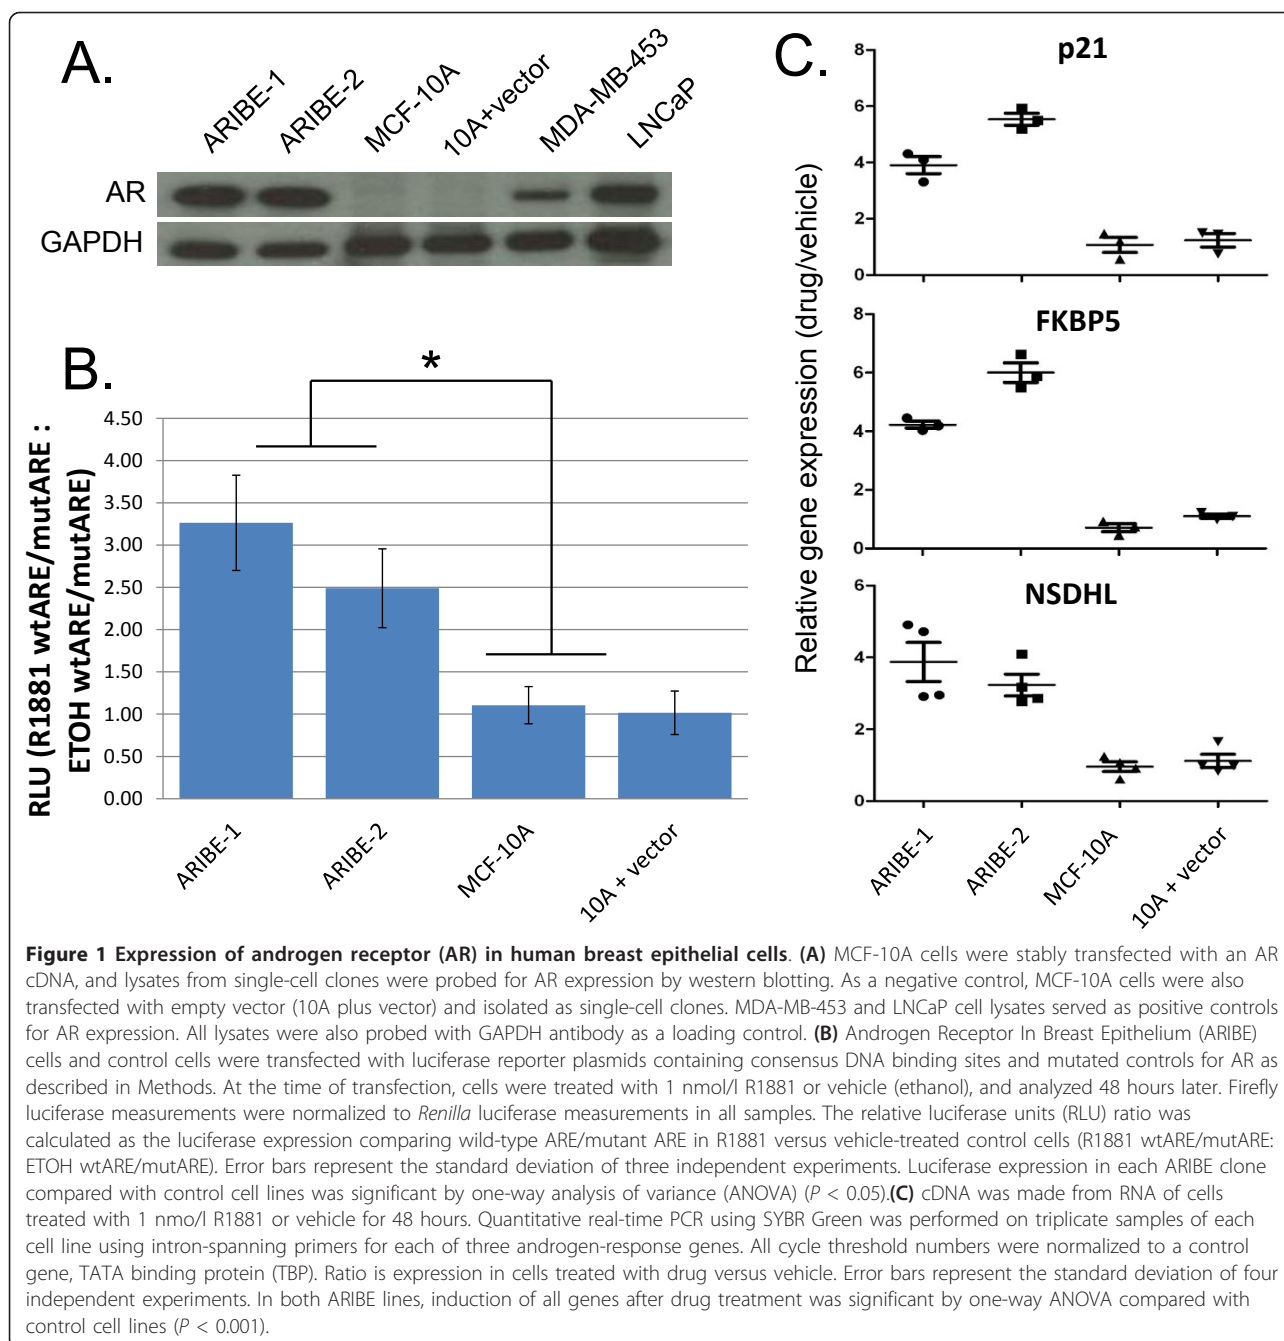 A.
ARIBE-1
ARIBE-2
MCF-10A
10A+vector
MDA-MB-453
LNCaP
AR
GAPDH
B.
*
RLU (R1881 wtARE/mutARE :
ETOH wtARE/mutARE)
4.50
4.00
3.50
3.00
2.50
2.00
1.50
1.00
0.50
0.00
ARIBE-1
ARIBE-2
MCF-10A
10A + vector
C.
Relative gene expression (drug/vehicle)
p21
8
6
4
2
0
FKBP5
8
6
4
2
0
NSDHL
6
4
2
0
ARIBE-1
ARIBE-2
MCF-10A
10A + vector
Figure 1 Expression of androgen receptor (AR) in human breast epithelial cells. (A) MCF-10A cells were stably transfected with an AR
cDNA, and lysates from single-cell clones were probed for AR expression by western blotting. As a negative control, MCF-10A cells were also
transfected with empty vector (10A plus vector) and isolated as single-cell clones. MDA-MB-453 and LNCaP cell lysates served as positive controls
for AR expression. All lysates were also probed with GAPDH antibody as a loading control. (B) Androgen Receptor In Breast Epithelium (ARIBE)
cells and control cells were transfected with luciferase reporter plasmids containing consensus DNA binding sites and mutated controls for AR as
described in Methods. At the time of transfection, cells were treated with 1 nmol/l R1881 or vehicle (ethanol), and analyzed 48 hours later. Firefly
luciferase measurements were normalized to Renilla luciferase measurements in all samples. The relative luciferase units (RLU) ratio was
calculated as the luciferase expression comparing wild-type ARE/mutant ARE in R1881 versus vehicle-treated control cells (R1881 wtARE/mutARE:
ETOH wtARE/mutARE). Error bars represent the standard deviation of three independent experiments. Luciferase expression in each ARIBE clone
compared with control cell lines was significant by one-way analysis of variance (ANOVA) (P < 0.05).(C) cDNA was made from RNA of cells
treated with 1 nmo/l R1881 or vehicle for 48 hours. Quantitative real-time PCR using SYBR Green was performed on triplicate samples of each
cell line using intron-spanning primers for each of three androgen-response genes. All cycle threshold numbers were normalized to a control
gene, TATA binding protein (TBP). Ratio is expression in cells treated with drug versus vehicle. Error bars represent the standard deviation of four
independent experiments. In both ARIBE lines, induction of all genes after drug treatment was significant by one-way ANOVA compared with
control cell lines (P < 0.001).